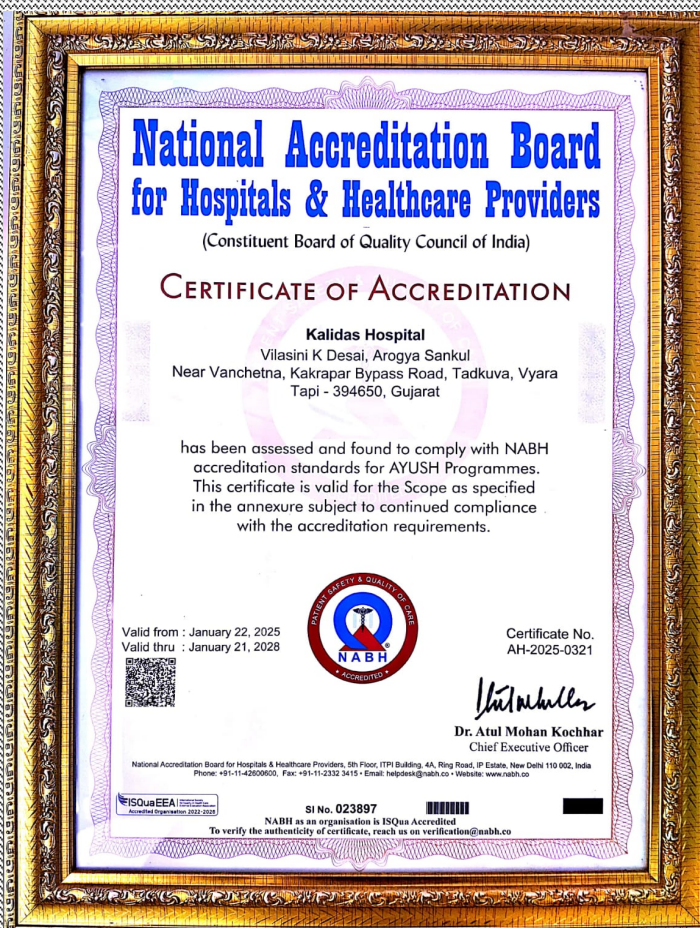 National Accreditation Board
for Hospitals & Healthcare Providers
(Constituent Board of Quality Council of India)
CERTIFICATE OF ACCREDITATION
Kalidas Hospital
Vilasini K Desai, Arogya Sankul
Near Vanchetna, Kakrapar Bypass Road, Tadkuva, Vyara
Tapi - 394650, Gujarat
has been assessed and found to comply with NABH
accreditation standards for AYUSH Programmes.
This certificate is valid for the Scope as specified
in the annexure subject to continued compliance
with the accreditation requirements.
PATIENT SAFETY & QUALITY OF CARE
NABH
®
• ACCREDITED •
Valid from : January 22, 2025
Valid thru : January 21, 2028
Certificate No.
AH-2025-0321
Dr. Atul Mohan Kochhar
Chief Executive Officer
National Accreditation Board for Hospitals & Healthcare Providers, 5th Floor, ITPI Building, 4A, Ring Road, IP Estate, New Delhi 110 002, India
Phone: +91-11-42600600, Fax: +91-11-2332 3415 • Email: helpdesk@nabh.co • Website: www.nabh.co
ISQuaEEA
Accredited Organisation 2022-2026
SI No. 023897
NABH as an organisation is ISQua Accredited
To verify the authenticity of certificate, reach us on verification@nabh.co